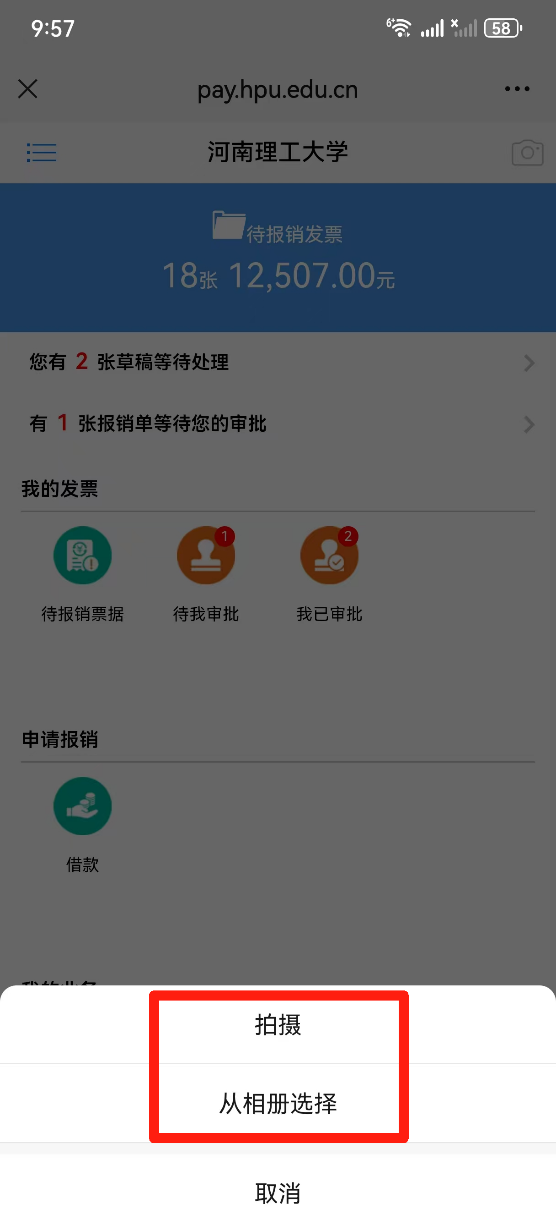 9:57
6+
x
58
pay.hpu.edu.cn
河南理工大学
待报销发票
18张 12,507.00元
您有 2 张草稿等待处理
有 1 张报销单等待您的审批
我的发票
1
2
待报销票据
待我审批
我已审批
申请报销
借款
拍摄
从相册选择
取消